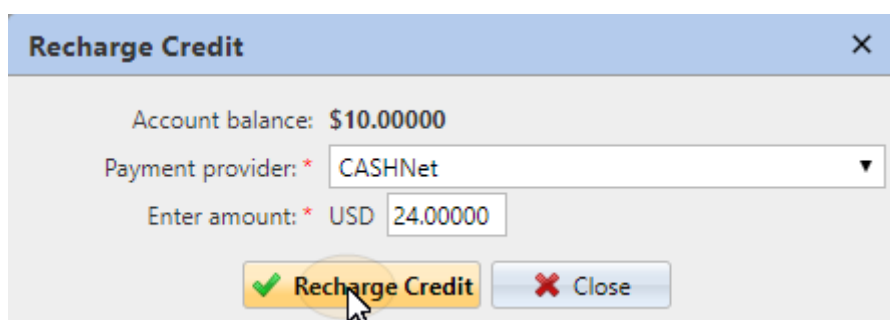 Recharge Credit
Account balance: $10.00000
Payment provider: * CASHNet
Enter amount: * USD 24.00000
Recharge Credit Close